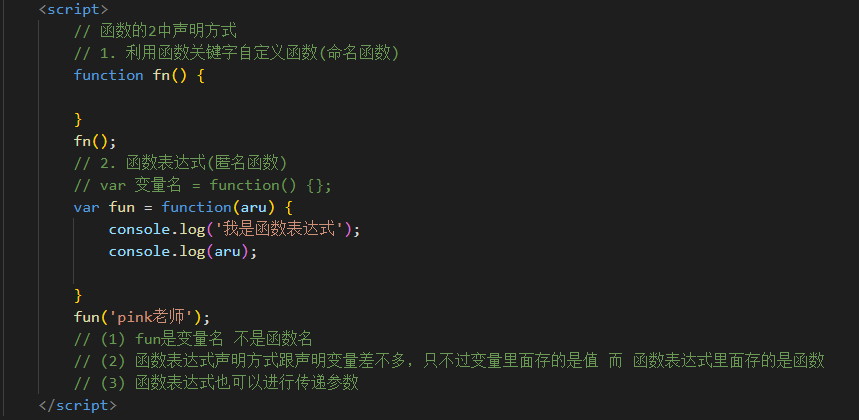 <script>
// 函数的2中声明方式
// 1. 利用函数关键字自定义函数(命名函数)
function fn() {
}
fn();
// 2. 函数表达式(匿名函数)
// var 变量名 = function() {};
var fun = function(aru) {
console.log('我是函数表达式');
console.log(aru);
}
fun('pink老师');
// (1) fun是变量名 不是函数名
// (2) 函数表达式声明方式跟声明变量差不多，只不过变量里面存的是值 而 函数表达式里面存的是函数
// (3) 函数表达式也可以进行传递参数
</script>